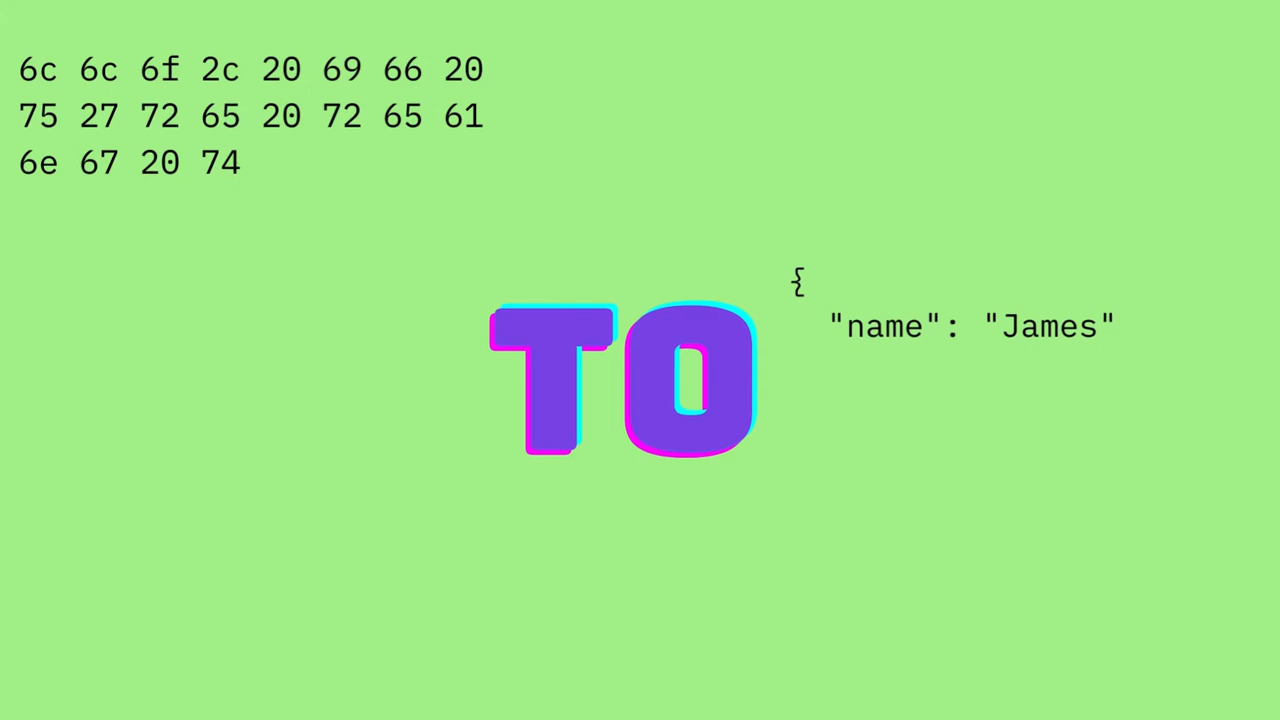 6c 6c 6f 2c 20 69 66 20
75 27 72 65 20 72 65 61
6e 67 20 74
{
"name": "James"
TO